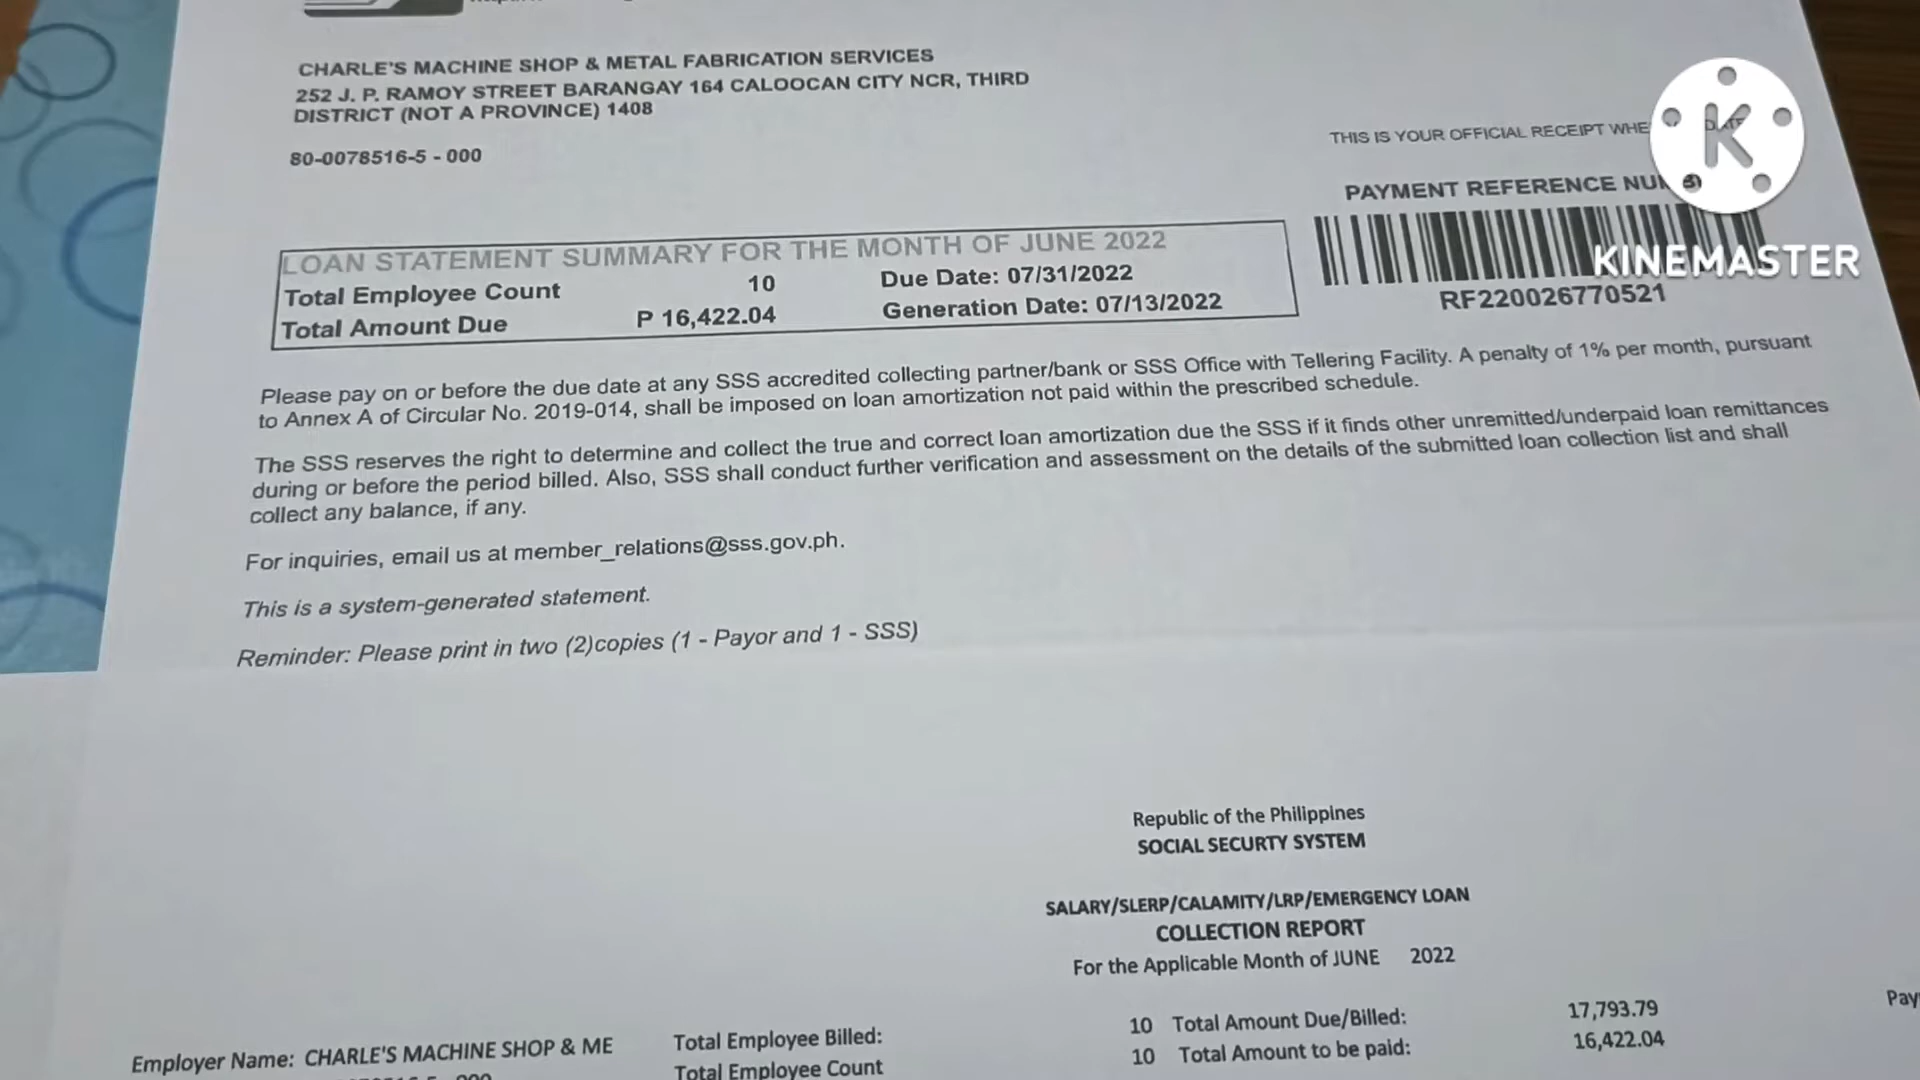 CHARLE'S MACHINE SHOP & METAL FABRICATION SERVICES
252 J. P. RAMOY STREET BARANGAY 164 CALOOCAN CITY NCR, THIRD
DISTRICT (NOT A PROVINCE) 1408
80-0078516-5 - 000
THIS IS YOUR OFFICIAL RECEIPT
PAYMENT REFERENCE
K
KINEMASTER
RF220026770521
LOAN STATEMENT SUMMARY FOR THE MONTH OF JUNE 2022
Total Employee Count 10 Due Date: 07/31/2022
Total Amount Due P 16,422.04 Generation Date: 07/13/2022
Please pay on or before the due date at any SSS accredited collecting partner/bank or SSS Office with Tellering Facility. A penalty of 1% per month, pursuant
to Annex A of Circular No. 2019-014, shall be imposed on loan amortization not paid within the prescribed schedule.
The SSS reserves the right to determine and collect the true and correct loan amortization due the SSS if it finds other unremitted/underpaid loan remittances
during or before the period billed. Also, SSS shall conduct further verification and assessment on the details of the submitted loan collection list and shall
collect any balance, if any.
For inquiries, email us at member_relations@sss.gov.ph.
This is a system-generated statement.
Reminder: Please print in two (2)copies (1 - Payor and 1 - SSS)
Republic of the Philippines
SOCIAL SECURTY SYSTEM
SALARY/SLERP/CALAMITY/LRP/EMERGENCY LOAN
COLLECTION REPORT
For the Applicable Month of JUNE 2022
Employer Name: CHARLE'S MACHINE SHOP & ME Total Employee Billed: 10 Total Amount Due/Billed: 17,793.79
Total Employee Count 10 Total Amount to be paid: 16,422.04